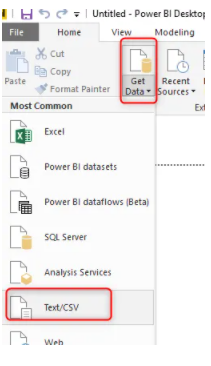 Untitled - Power BI Desktop
File Home View Modeling
Cut
Copy
Format Painter
Paste
Get Data
Recent Sources
Ext
Most Common
Excel
Power BI datasets
Power BI dataflows (Beta)
SQL Server
Analysis Services
Text/CSV
Web